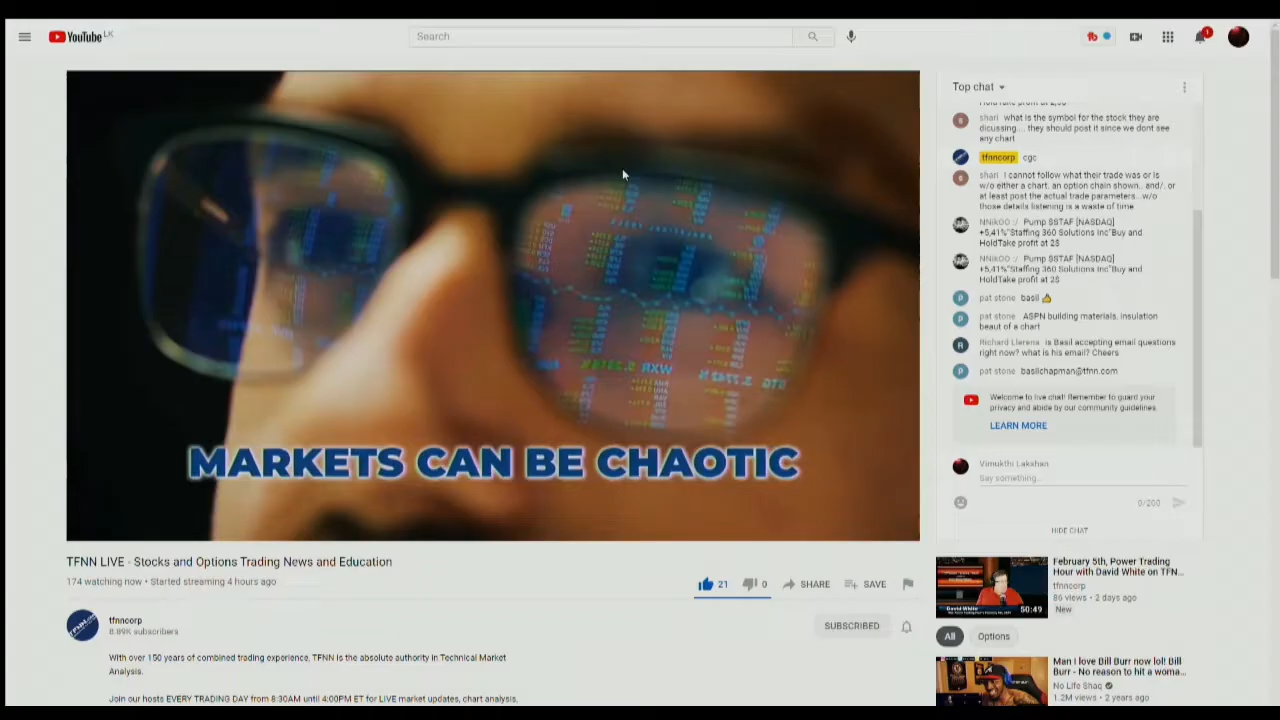 YouTube LK
Search
1
Top chat
shari what is the symbol for the stock they are
dicussing.... they should post it since we dont see
any chart
tfnncorp cgc
shari I cannot follow what their trade was or is
w/o either a chart. an option chain shown.. and/. or
at least post the actual trade parameters...w/o
those details listening is a waste of time
NNikOO :/ Pump $STAF [NASDAQ]
+5,41%"Staffing 360 Solutions Inc"Buy and
HoldTake profit at 2$
NNikOO :/ Pump $STAF [NASDAQ]
+5,41%"Staffing 360 Solutions Inc"Buy and
HoldTake profit at 2$
pat stone basil 👍
pat stone ASPN building materials. insulation
beaut of a chart
Richard Llerena is Basil accepting email questions
right now? what is his email? Cheers
pat stone basilchapman@tfnn.com
Welcome to live chat! Remember to guard your
privacy and abide by our community guidelines.
LEARN MORE
Vimukthi Lakshan
Say something...
0/200
HIDE CHAT
MARKETS CAN BE CHAOTIC
TFNN LIVE - Stocks and Options Trading News and Education
174 watching now • Started streaming 4 hours ago
21 0 SHARE SAVE
tfnncorp
8.89K subscribers
SUBSCRIBED
With over 150 years of combined trading experience, TFNN is the absolute authority in Technical Market
Analysis.
Join our hosts EVERY TRADING DAY from 8:30AM until 4:00PM ET for LIVE market updates, chart analysis,
David White
50:49
February 5th, Power Trading
Hour with David White on TFN...
tfnncorp
86 views • 2 days ago
New
All Options
Man I love Bill Burr now lol! Bill
Burr - No reason to hit a woma...
No Life Shaq
1.2M views • 2 years ago